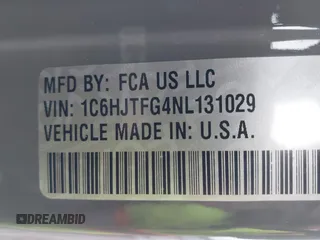 MFD BY: FCA US LLC
VIN: 1C6HJTFG4NL131029
VEHICLE MADE IN: U.S.A.
DREAMBID